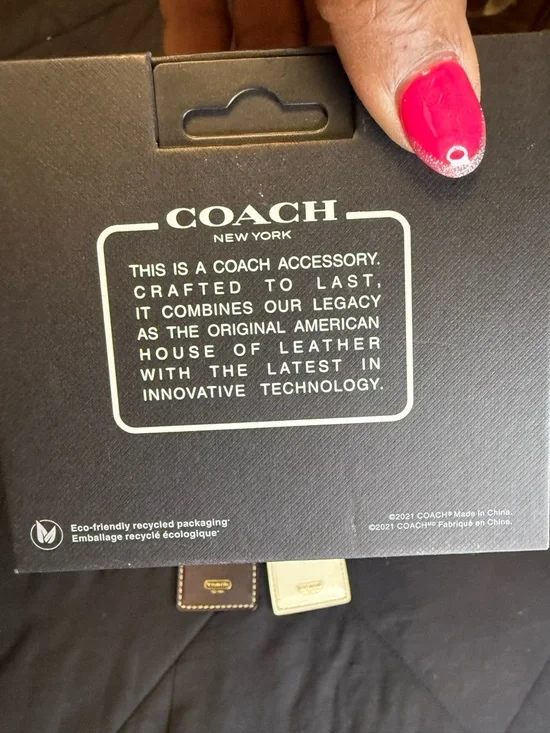 COACH
NEW YORK
THIS IS A COACH ACCESSORY.
CRAFTED TO LAST,
IT COMBINES OUR LEGACY
AS THE ORIGINAL AMERICAN
HOUSE OF LEATHER
WITH THE LATEST IN
INNOVATIVE TECHNOLOGY.
Eco-friendly recycled packaging*
Emballage recyclé écologique*
©2021 COACH® Made in China.
©2021 COACHᴹᴰ Fabriqué en Chine.